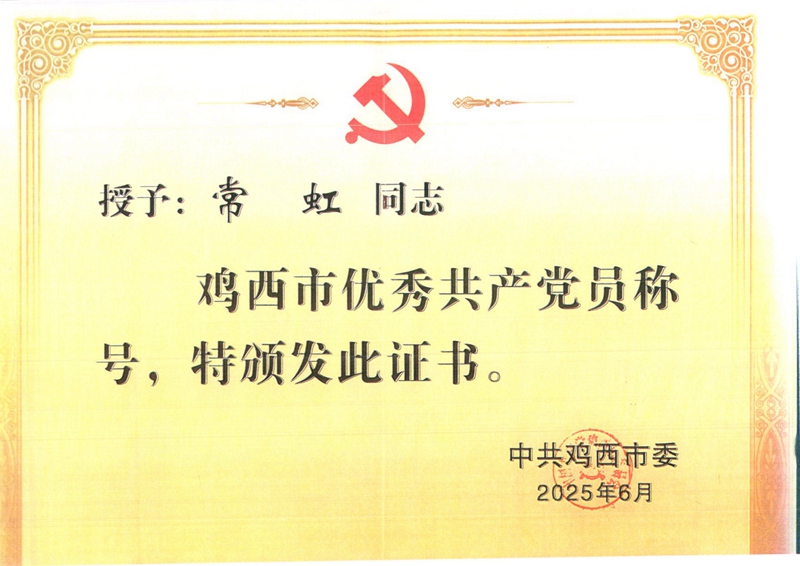 授予：常 虹 同志
鸡西市优秀共产党员称
号，特颁发此证书。
中共鸡西市委
2025年6月